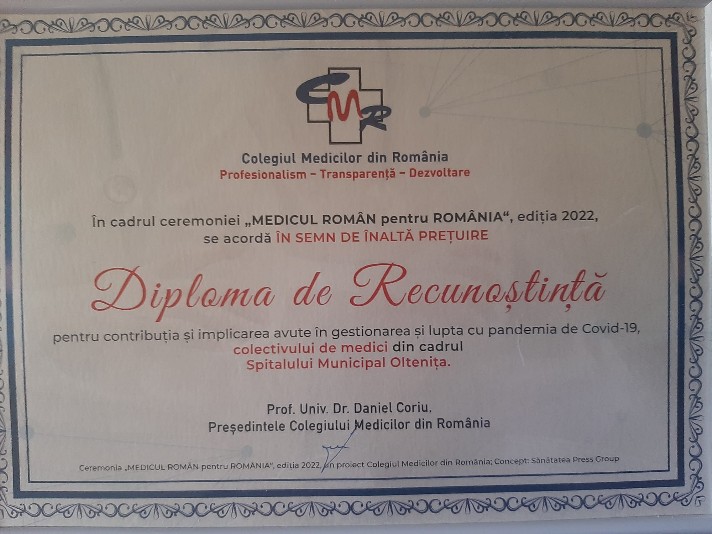 CMR
Colegiul Medicilor din România
Profesionalism – Transparență – Dezvoltare
În cadrul ceremoniei „MEDICUL ROMÂN pentru ROMÂNIA“, ediția 2022,
se acordă ÎN SEMN DE ÎNALTĂ PREȚUIRE
Diploma de Recunoștință
pentru contribuția și implicarea avute în gestionarea și lupta cu pandemia de Covid-19,
colectivului de medici din cadrul
Spitalului Municipal Oltenița.
Prof. Univ. Dr. Daniel Coriu,
Președintele Colegiului Medicilor din România
Ceremonia „MEDICUL ROMÂN pentru ROMÂNIA“, ediția 2022, un proiect Colegiul Medicilor din România; Concept: Sănătatea Press Group